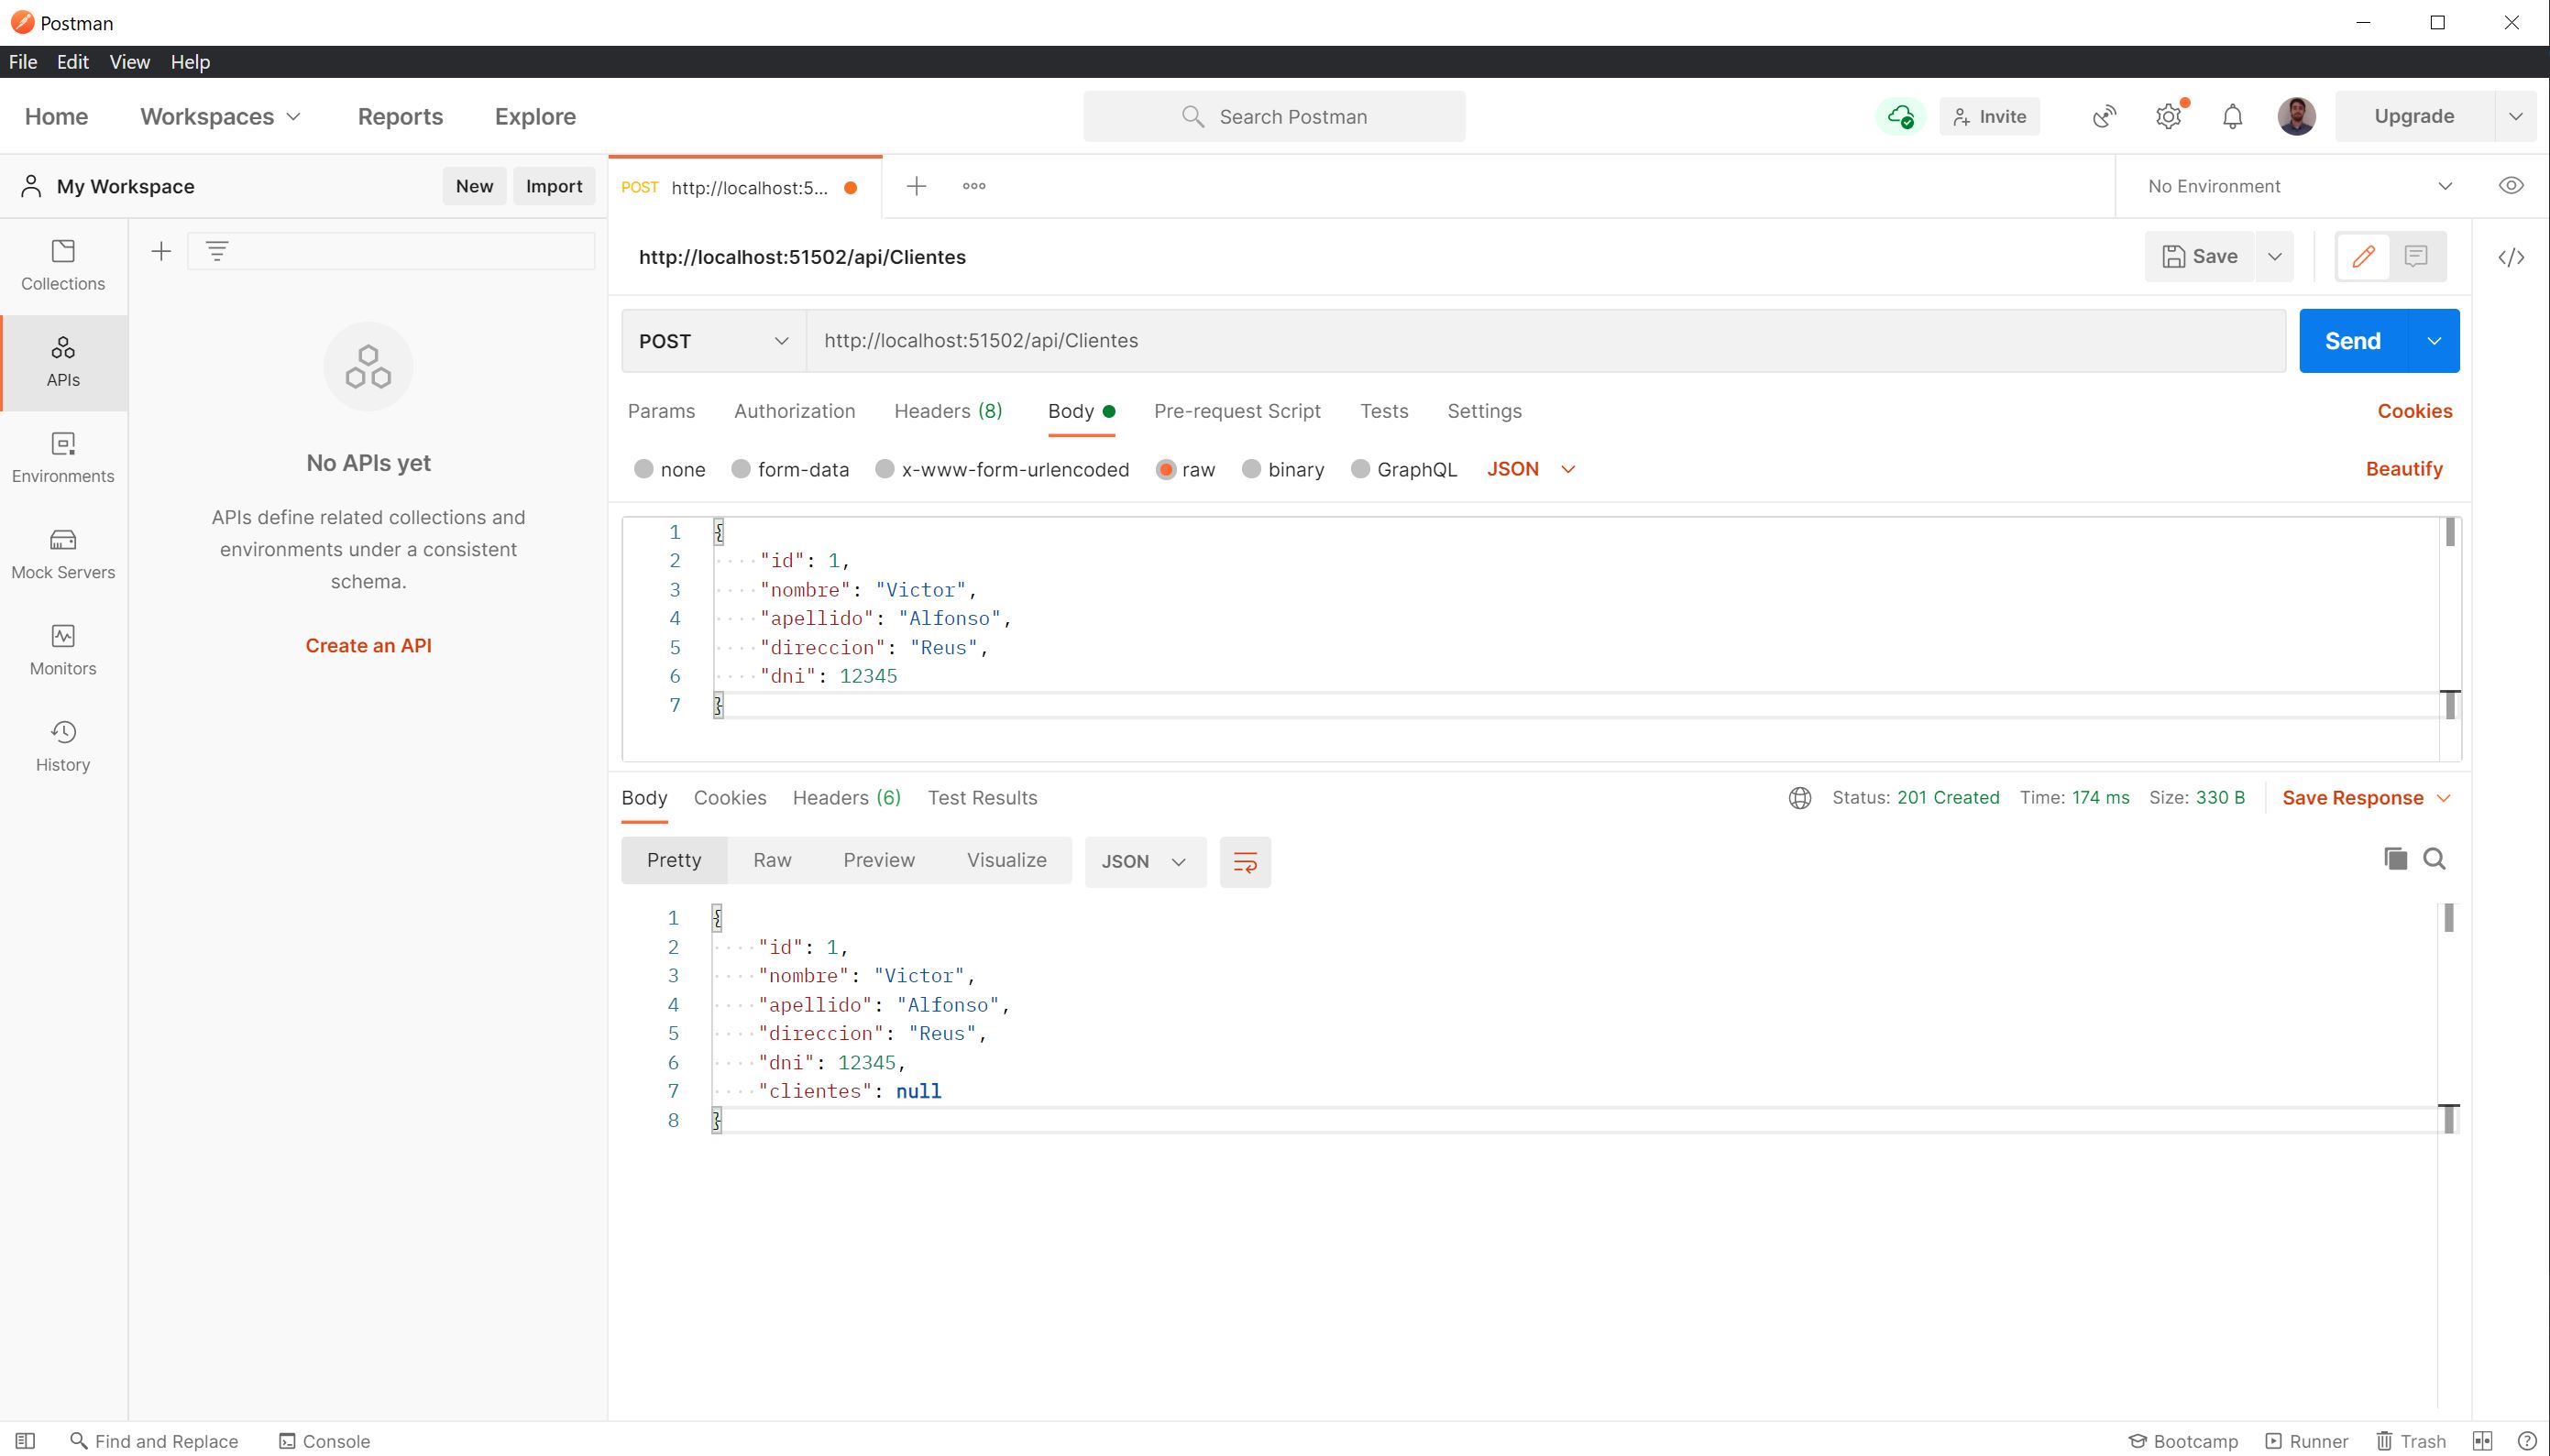 Postman
File Edit View Help
Home Workspaces Reports Explore Search Postman Invite Upgrade
My Workspace New Import POST http://localhost:5... No Environment
http://localhost:51502/api/Clientes Save
Collections
APIs
Environments
Mock Servers
Monitors
History
No APIs yet
APIs define related collections and
environments under a consistent
schema.
Create an API
POST http://localhost:51502/api/Clientes Send
Params Authorization Headers (8) Body Pre-request Script Tests Settings Cookies
none form-data x-www-form-urlencoded raw binary GraphQL JSON Beautify
1 {
2 "id": 1,
3 "nombre": "Victor",
4 "apellido": "Alfonso",
5 "direccion": "Reus",
6 "dni": 12345
7 }
Body Cookies Headers (6) Test Results Status: 201 Created Time: 174 ms Size: 330 B Save Response
Pretty Raw Preview Visualize JSON
1 {
2 "id": 1,
3 "nombre": "Victor",
4 "apellido": "Alfonso",
5 "direccion": "Reus",
6 "dni": 12345,
7 "clientes": null
8 }
Find and Replace Console Bootcamp Runner Trash